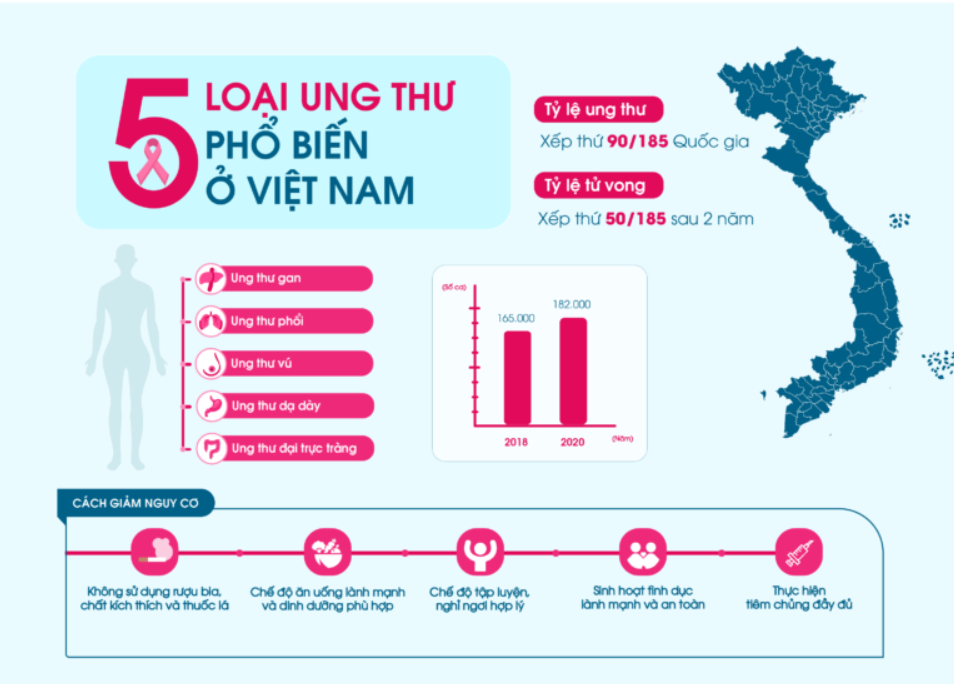 5 LOẠI UNG THƯ
PHỔ BIẾN
Ở VIỆT NAM
Tỷ lệ ung thư
Xếp thứ 90/185 Quốc gia
Tỷ lệ tử vong
Xếp thứ 50/185 sau 2 năm
Ung thư gan
Ung thư phổi
Ung thư vú
Ung thư dạ dày
Ung thư đại trực tràng
(Số ca)
165.000
182.000
2018
2020
(Năm)
CÁCH GIẢM NGUY CƠ
Không sử dụng rượu bia,
chất kích thích và thuốc lá
Chế độ ăn uống lành mạnh
và dinh dưỡng phù hợp
Chế độ tập luyện,
nghỉ ngơi hợp lý
Sinh hoạt tình dục
lành mạnh và an toàn
Thực hiện
tiêm chủng đầy đủ